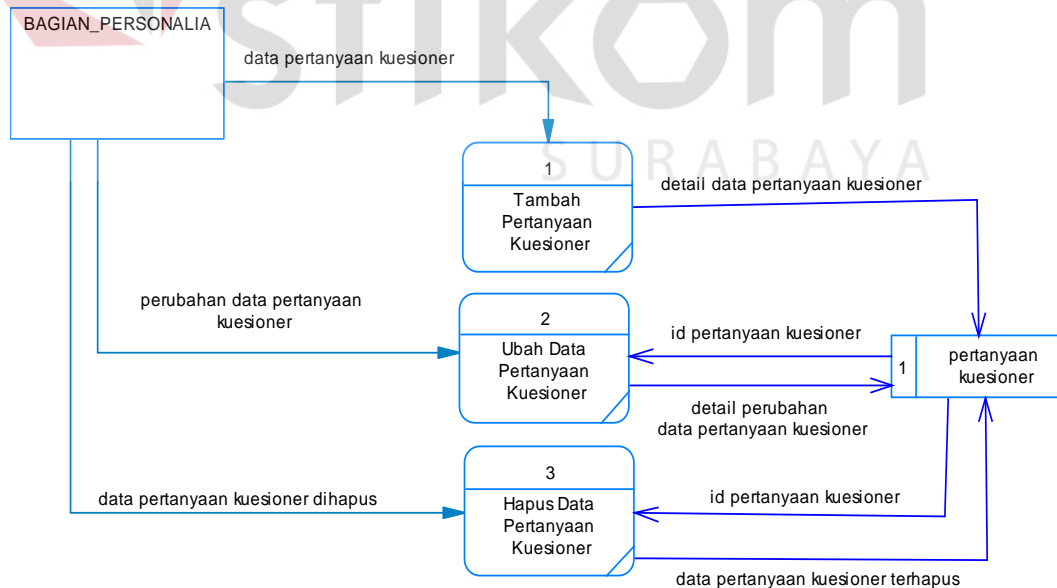 stikom
SURABAYA
BAGIAN_PERSONALIA
data pertanyaan kuesioner
1
Tambah
Pertanyaan
Kuesioner
detail data pertanyaan kuesioner
perubahan data pertanyaan
kuesioner
2
Ubah Data
Pertanyaan
Kuesioner
id pertanyaan kuesioner
1
pertanyaan
kuesioner
detail perubahan
data pertanyaan kuesioner
3
Hapus Data
Pertanyaan
Kuesioner
data pertanyaan kuesioner dihapus
id pertanyaan kuesioner
data pertanyaan kuesioner terhapus